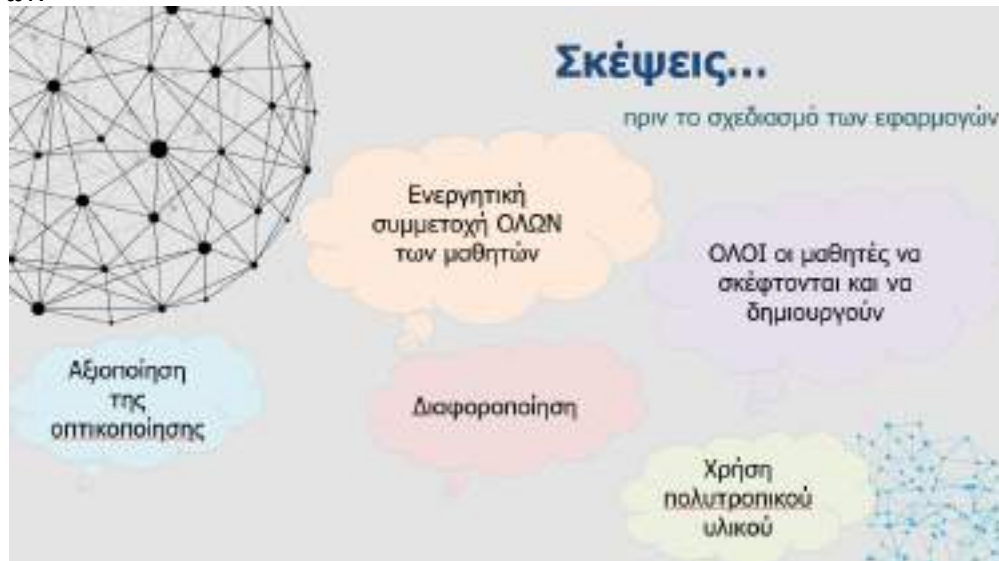 Σκέψεις...
πριν το σχεδιασμό των εφαρμογών
Ενεργητική
συμμετοχή ΟΛΩΝ
των μαθητών
ΟΛΟΙ οι μαθητές να
σκέφτονται και να
δημιουργούν
Αξιοποίηση
της
οπτικοποίησης
Διαφοροποίηση
Χρήση
πολυτροπικού
υλικού